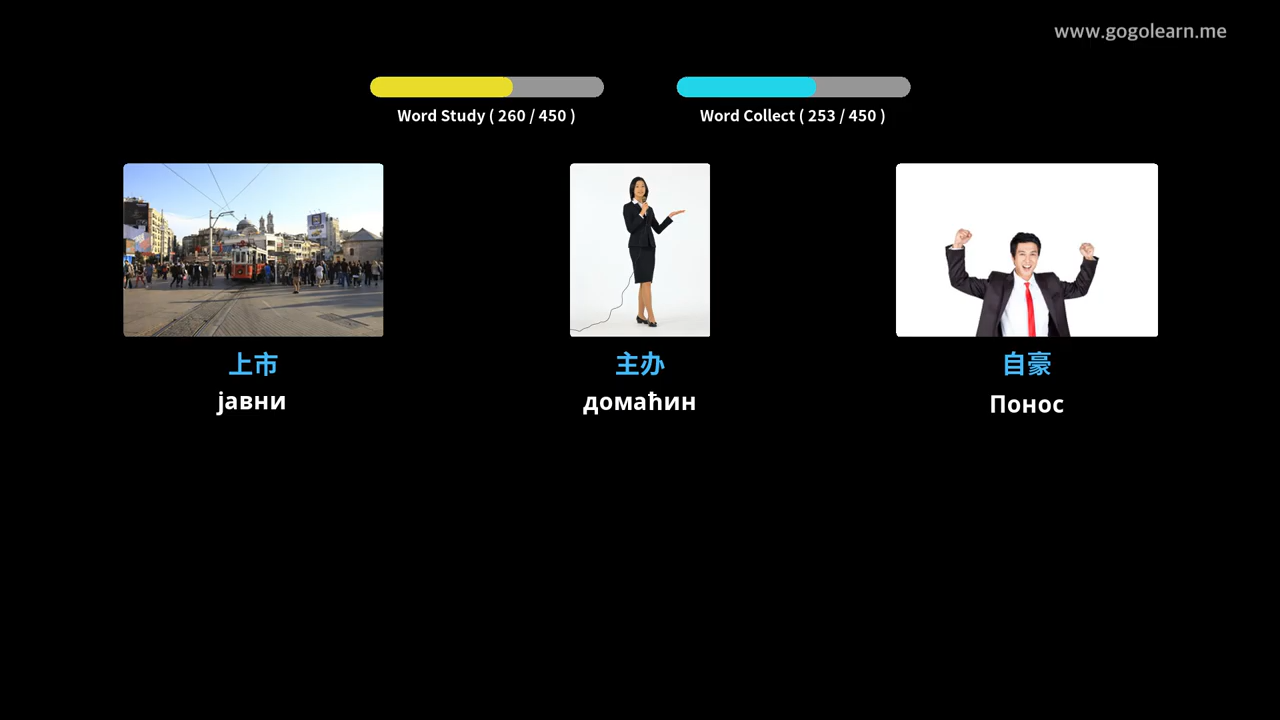 www.gogolearn.me
Word Study ( 260 / 450 )
Word Collect ( 253 / 450 )
上市
主办
自豪
јавни
домаћин
Понос